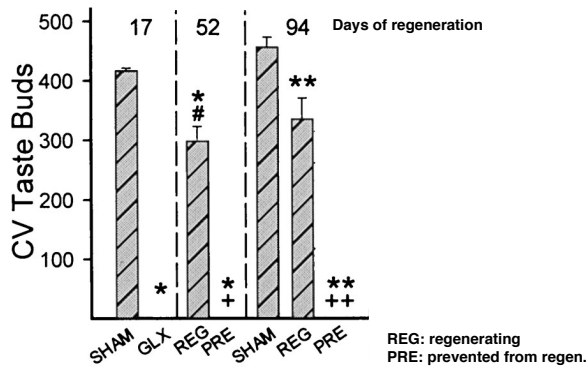 500
17
52
94
Days of regeneration
400
**
*
#
300
CV Taste Buds
200
100
*
*
+
**
++
SHAM
GLX
REG
PRE
SHAM
REG
PRE
REG: regenerating
PRE: prevented from regen.